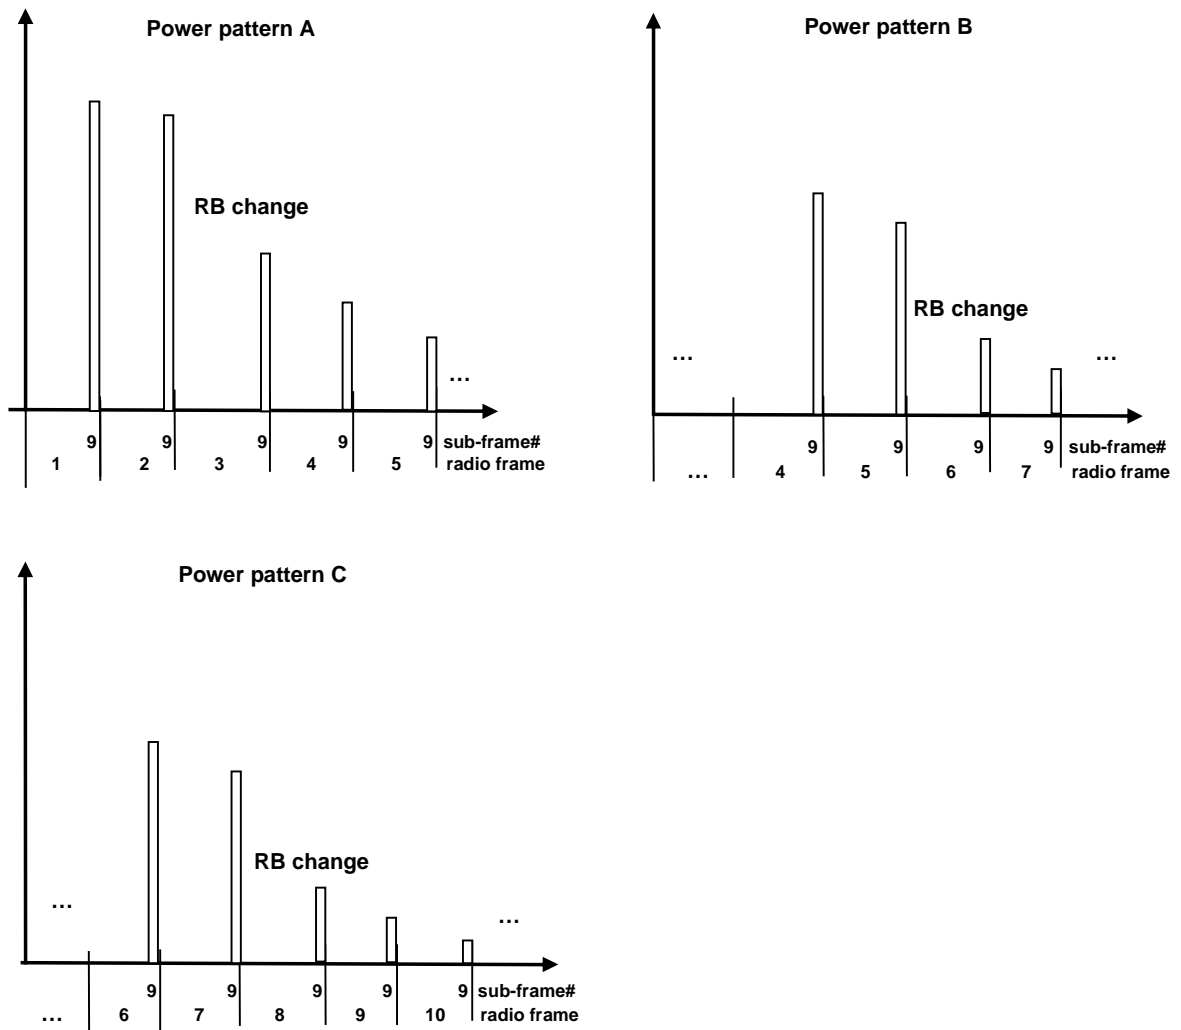 Power pattern A
RB change
...
9 9 9 9 9 sub-frame#
1 2 3 4 5 radio frame
Power pattern B
RB change
... ...
9 9 9 9 sub-frame#
... 4 5 6 7 radio frame
Power pattern C
RB change
... ...
9 9 9 9 9 sub-frame#
... 6 7 8 9 10 radio frame